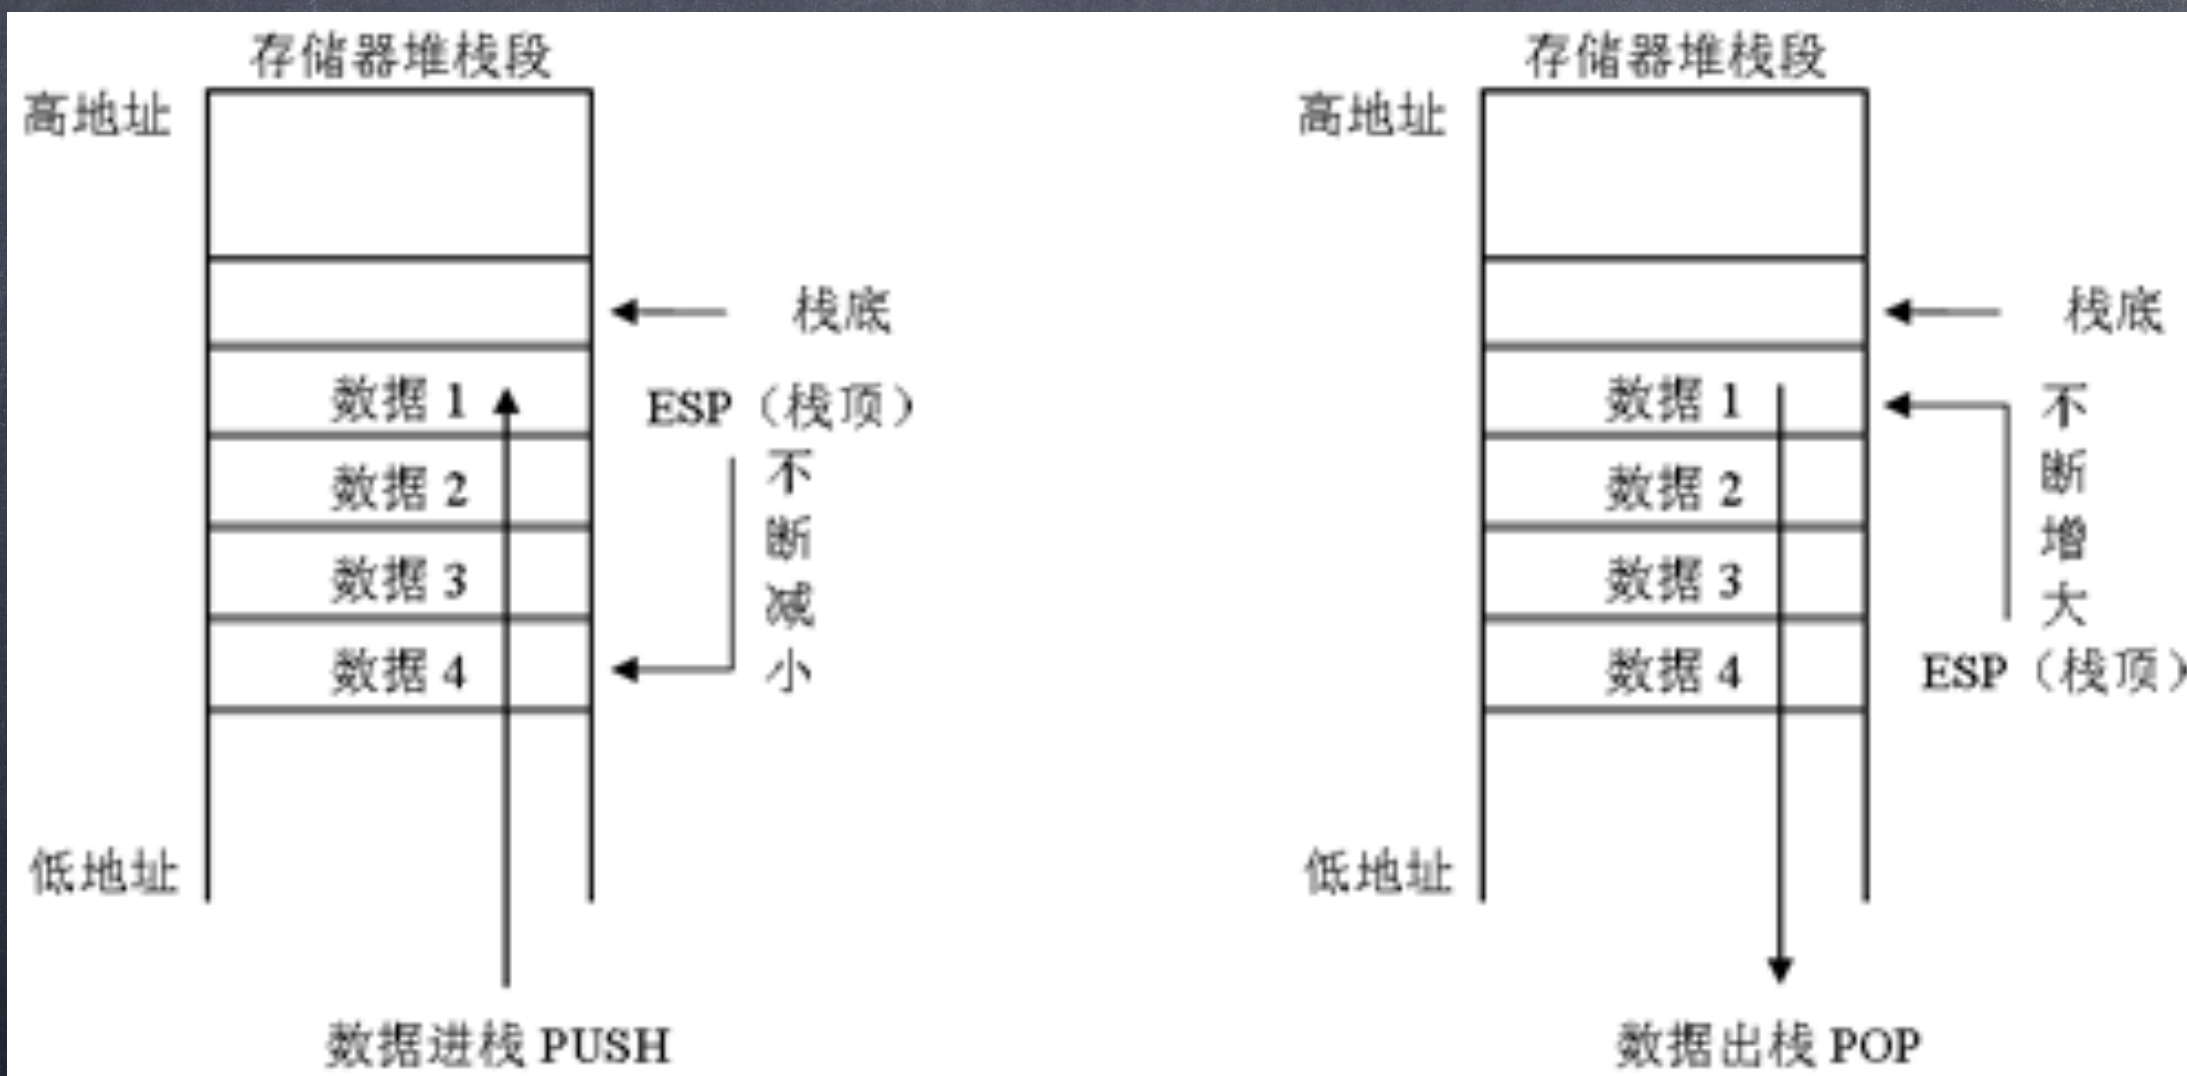 存储器堆栈段
高地址
栈底
数据 1
ESP（栈顶）
数据 2
数据 3
数据 4
不断减小
低地址
数据进栈 PUSH
存储器堆栈段
高地址
栈底
数据 1
数据 2
数据 3
数据 4
不断增大
ESP（栈顶）
低地址
数据出栈 POP